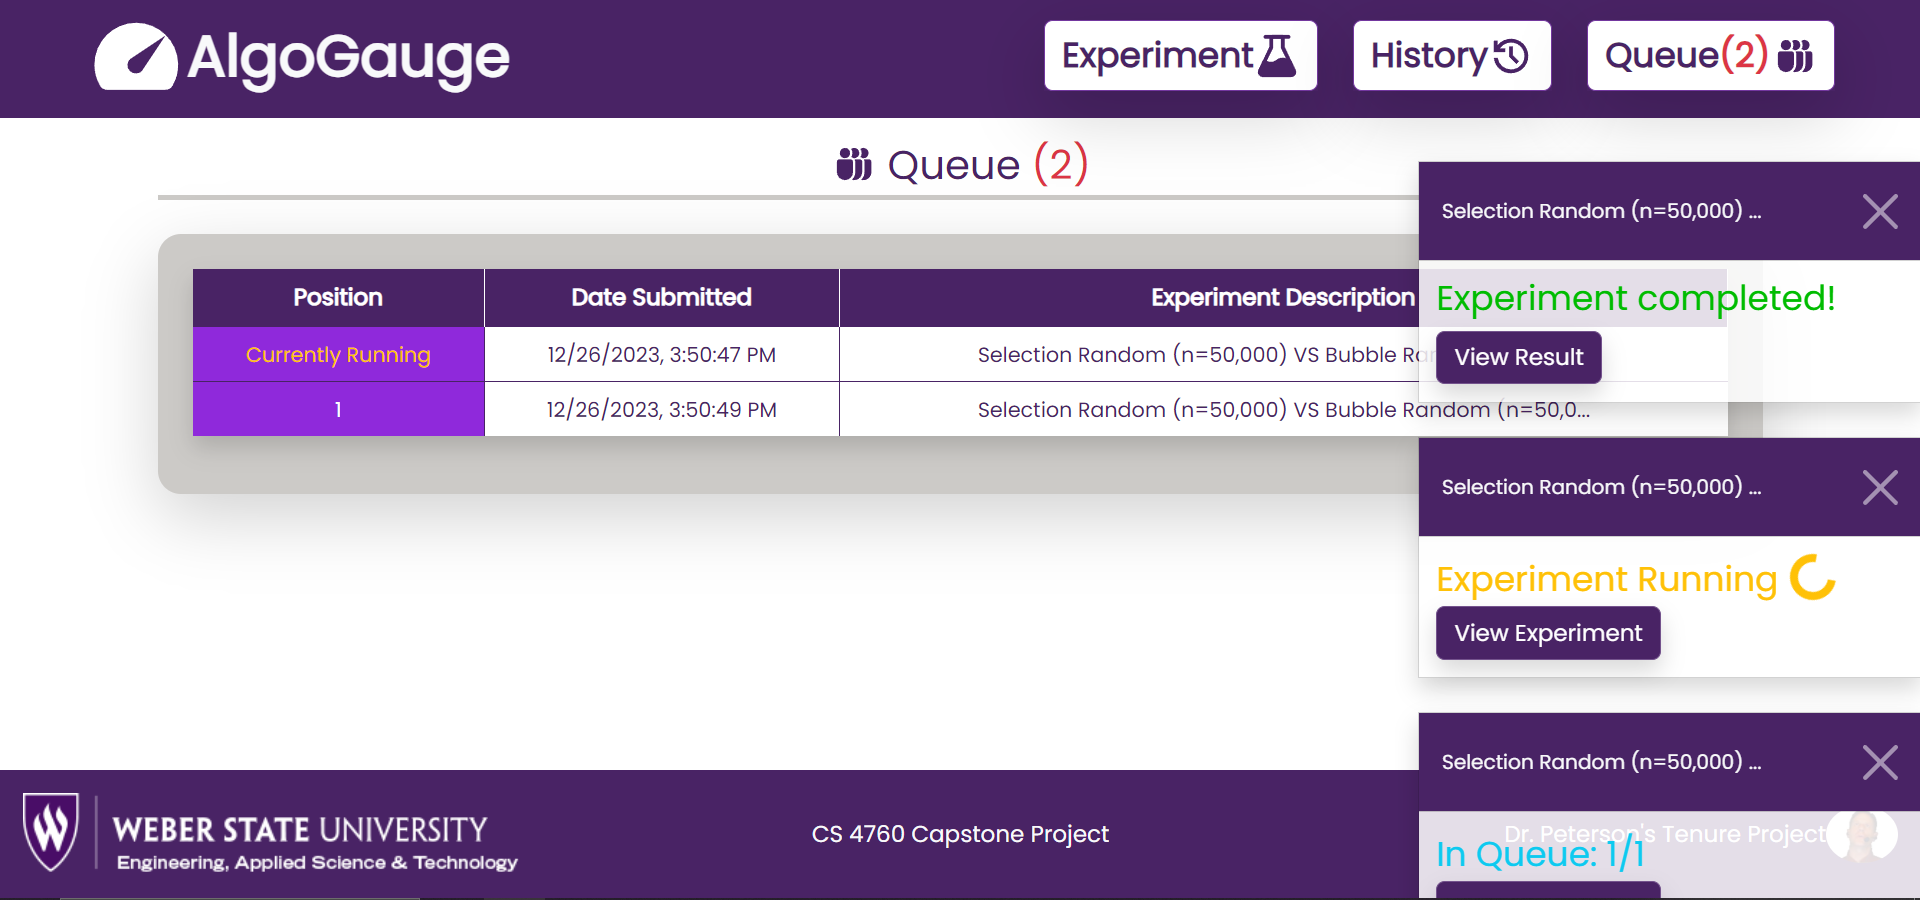 AlgoGauge
Experiment
History
Queue(2)
Queue (2)
Position
Date Submitted
Experiment Description
Currently Running
12/26/2023, 3:50:47 PM
Selection Random (n=50,000) VS Bubble Ra
1
12/26/2023, 3:50:49 PM
Selection Random (n=50,000) VS Bubble Random (n=50,0...
Selection Random (n=50,000) ...
Experiment completed!
View Result
Selection Random (n=50,000) ...
Experiment Running
View Experiment
Selection Random (n=50,000) ...
In Queue: 1/1
WEBER STATE UNIVERSITY
Engineering, Applied Science & Technology
CS 4760 Capstone Project
Dr. Peterson's Tenure Project